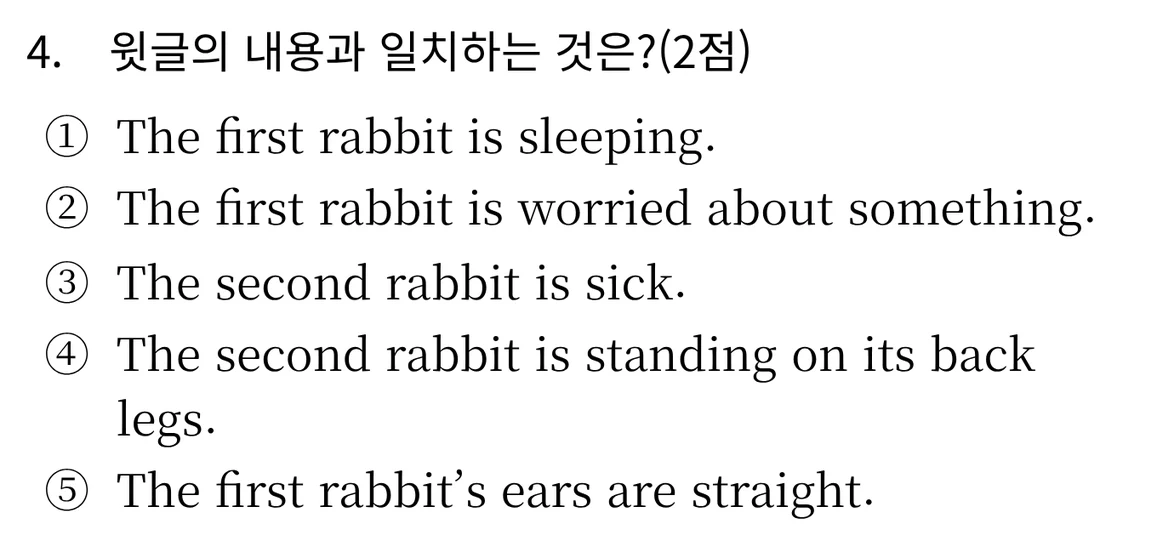 4. 윗글의 내용과 일치하는 것은?(2점)
① The first rabbit is sleeping.
② The first rabbit is worried about something.
③ The second rabbit is sick.
④ The second rabbit is standing on its back
legs.
⑤ The first rabbit’s ears are straight.